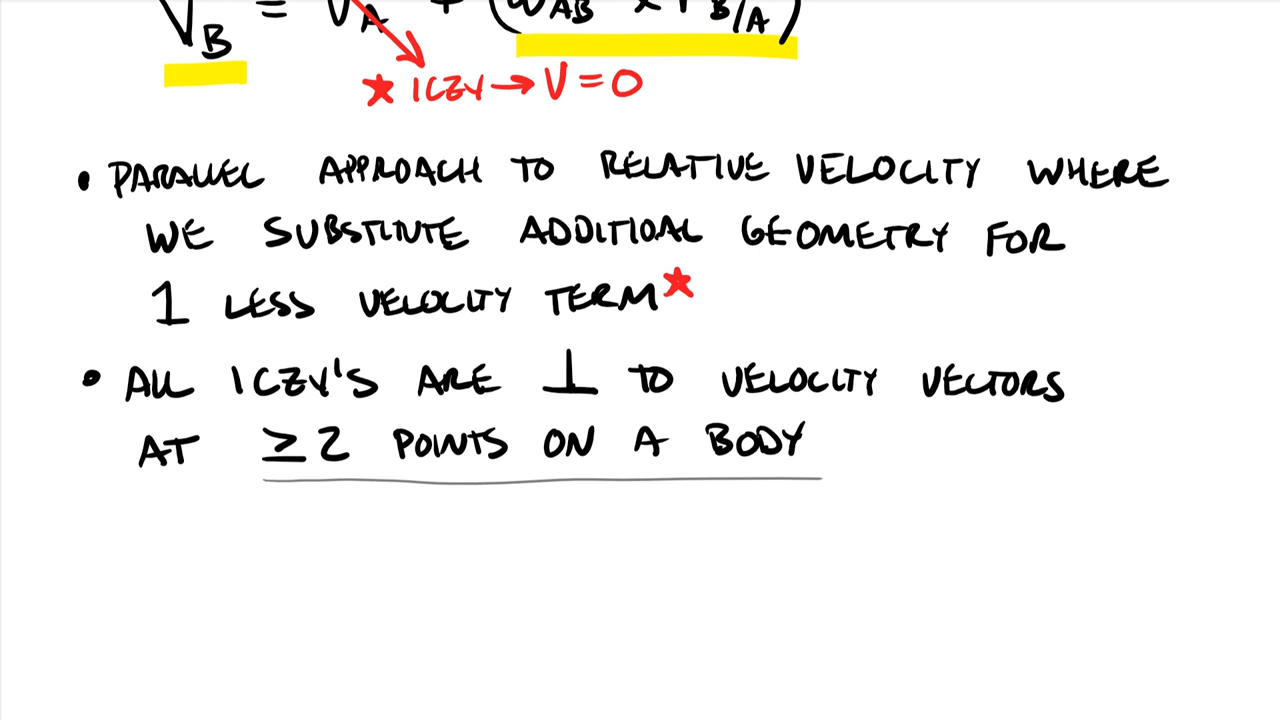 V_B = V_A + (ω_AB × r_B/A)
★ ICZV → V = 0
• PARALLEL APPROACH TO RELATIVE VELOCITY WHERE
WE SUBSTIUTE ADDITIONAL GEOMETRY FOR
1 LESS VELOCITY TERM★
• ALL ICZV'S ARE ⊥ TO VELOCITY VECTORS
AT ≥2 POINTS ON A BODY